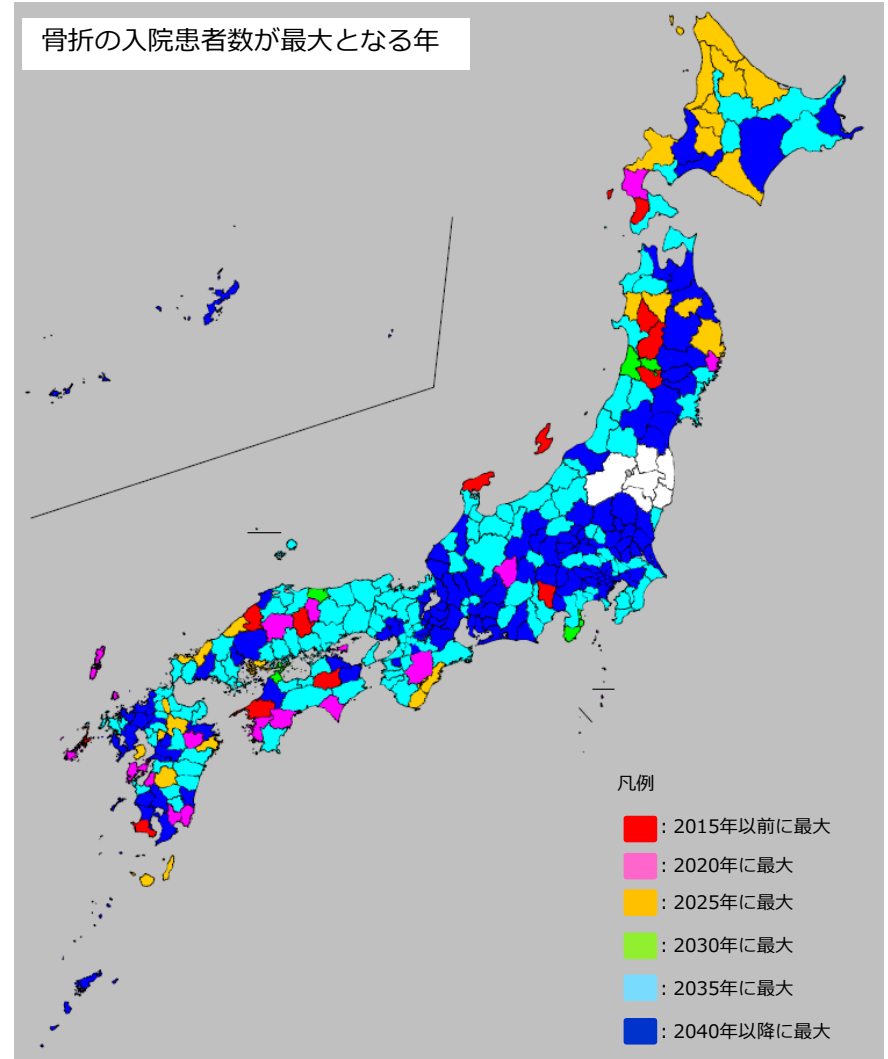 骨折の入院患者数が最大となる年
凡例
：2015年以前に最大
：2020年に最大
：2025年に最大
：2030年に最大
：2035年に最大
：2040年以降に最大